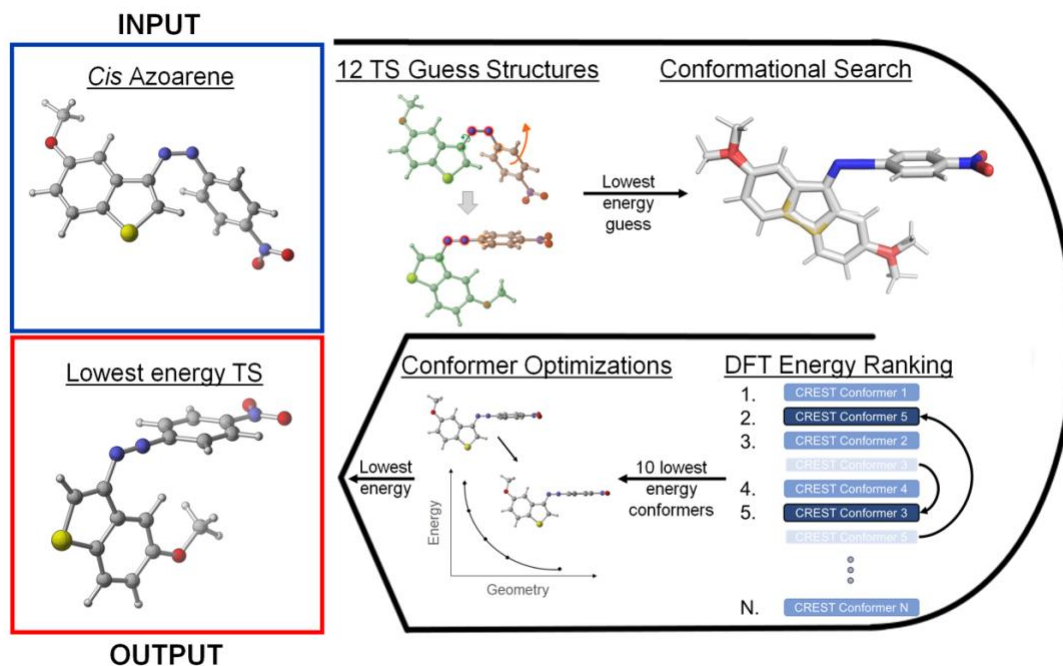 INPUT
Cis Azoarene
12 TS Guess Structures
Lowest
energy
guess
Conformational Search
DFT Energy Ranking
1. CREST Conformer 1
2. CREST Conformer 5
3. CREST Conformer 2
CREST Conformer 3
4. CREST Conformer 4
5. CREST Conformer 3
CREST Conformer 5
N. CREST Conformer N
10 lowest
energy
conformers
Conformer Optimizations
Energy
Geometry
Lowest
energy
Lowest energy TS
OUTPUT